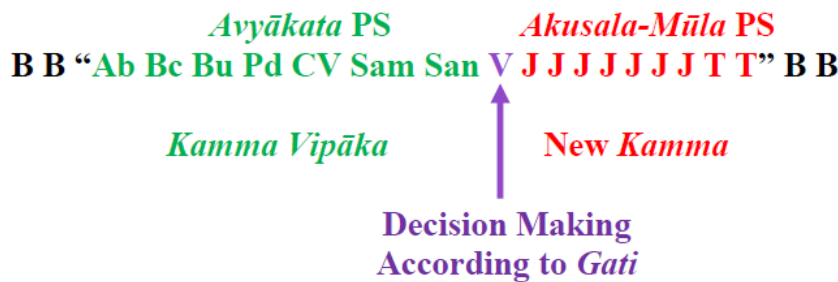 Avyākata PS Akusala-Mūla PS
B B “Ab Bc Bu Pd CV Sam San V J J J J J J J T T” B B
Kamma Vipāka New Kamma
Decision Making
According to Gati